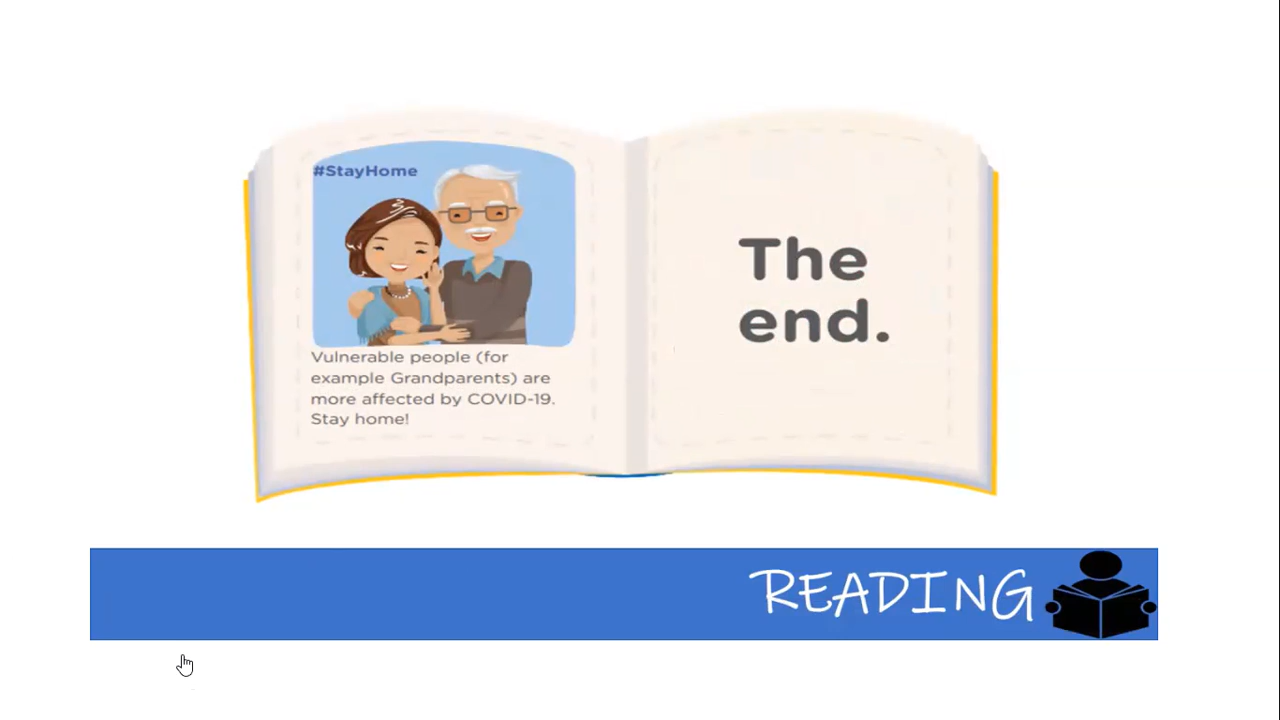 #StayHome
Vulnerable people (for
example Grandparents) are
more affected by COVID-19.
Stay home!
The
end.
READING